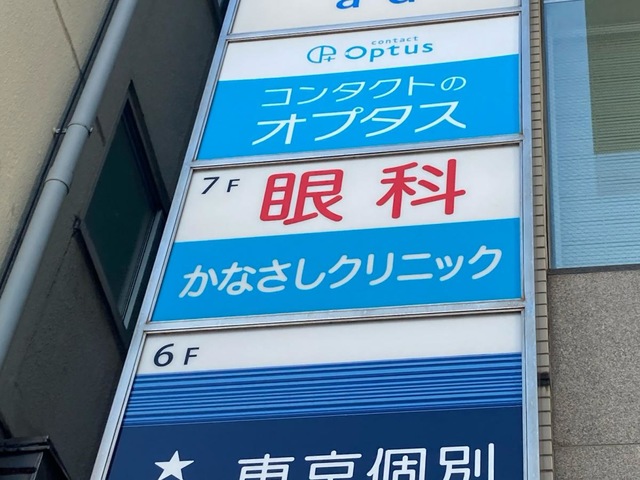 contact
Optus
コンタクトの
オプタス
7F
眼科
かなさしクリニック
6F
東京個別